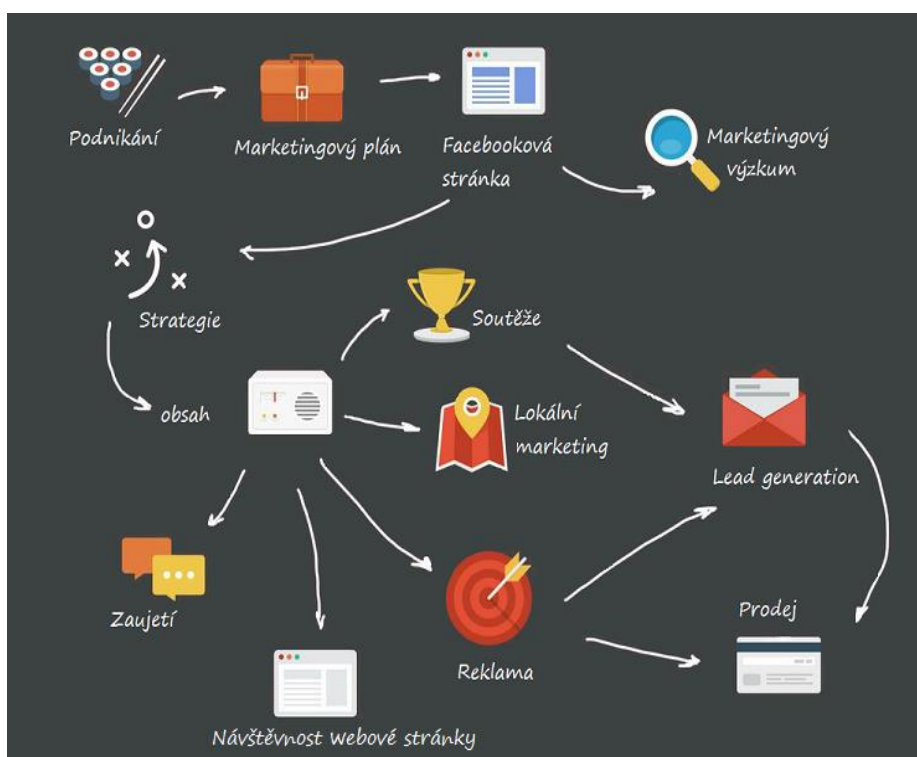 Podnikání
Marketingový plán
Facebooková
stránka
Marketingový
výzkum
Strategie
Soutěže
obsah
Lokální
marketing
Lead generation
Zaujetí
Reklama
Prodej
Návštěvnost webové stránky